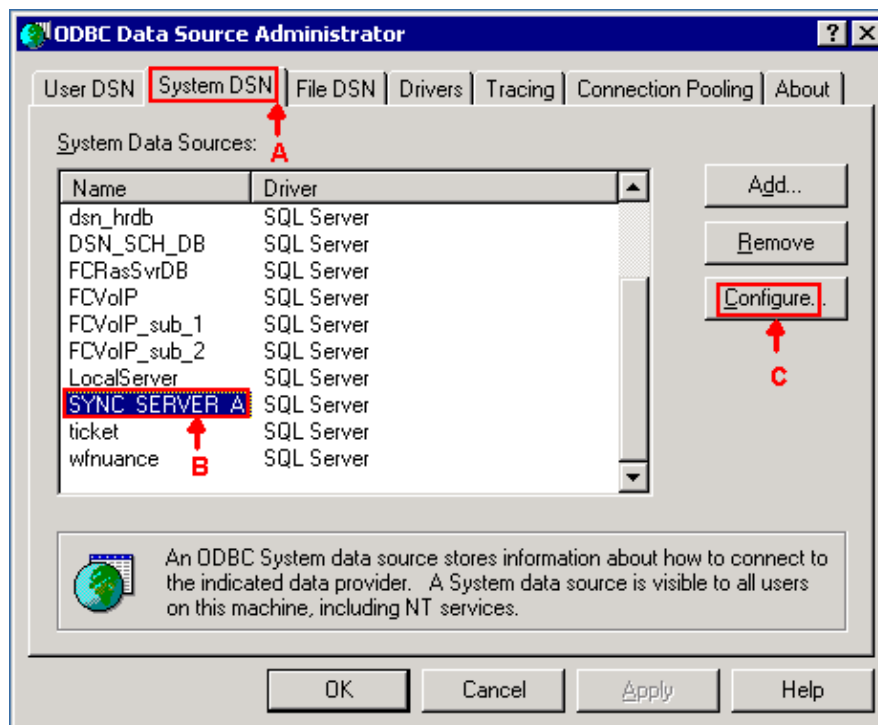 ODBC Data Source Administrator
User DSN System DSN File DSN Drivers Tracing Connection Pooling About
A
System Data Sources:
Name Driver
dsn_hrdb SQL Server
DSN_SCH_DB SQL Server
FCRasSvrDB SQL Server
FCVoIP SQL Server
FCVoIP_sub_1 SQL Server
FCVoIP_sub_2 SQL Server
LocalServer SQL Server
SYNC_SERVER_A SQL Server
ticket SQL Server
wfnuance SQL Server
B
Add...
Remove
Configure...
C
An ODBC System data source stores information about how to connect to
the indicated data provider. A System data source is visible to all users
on this machine, including NT services.
OK Cancel Apply Help